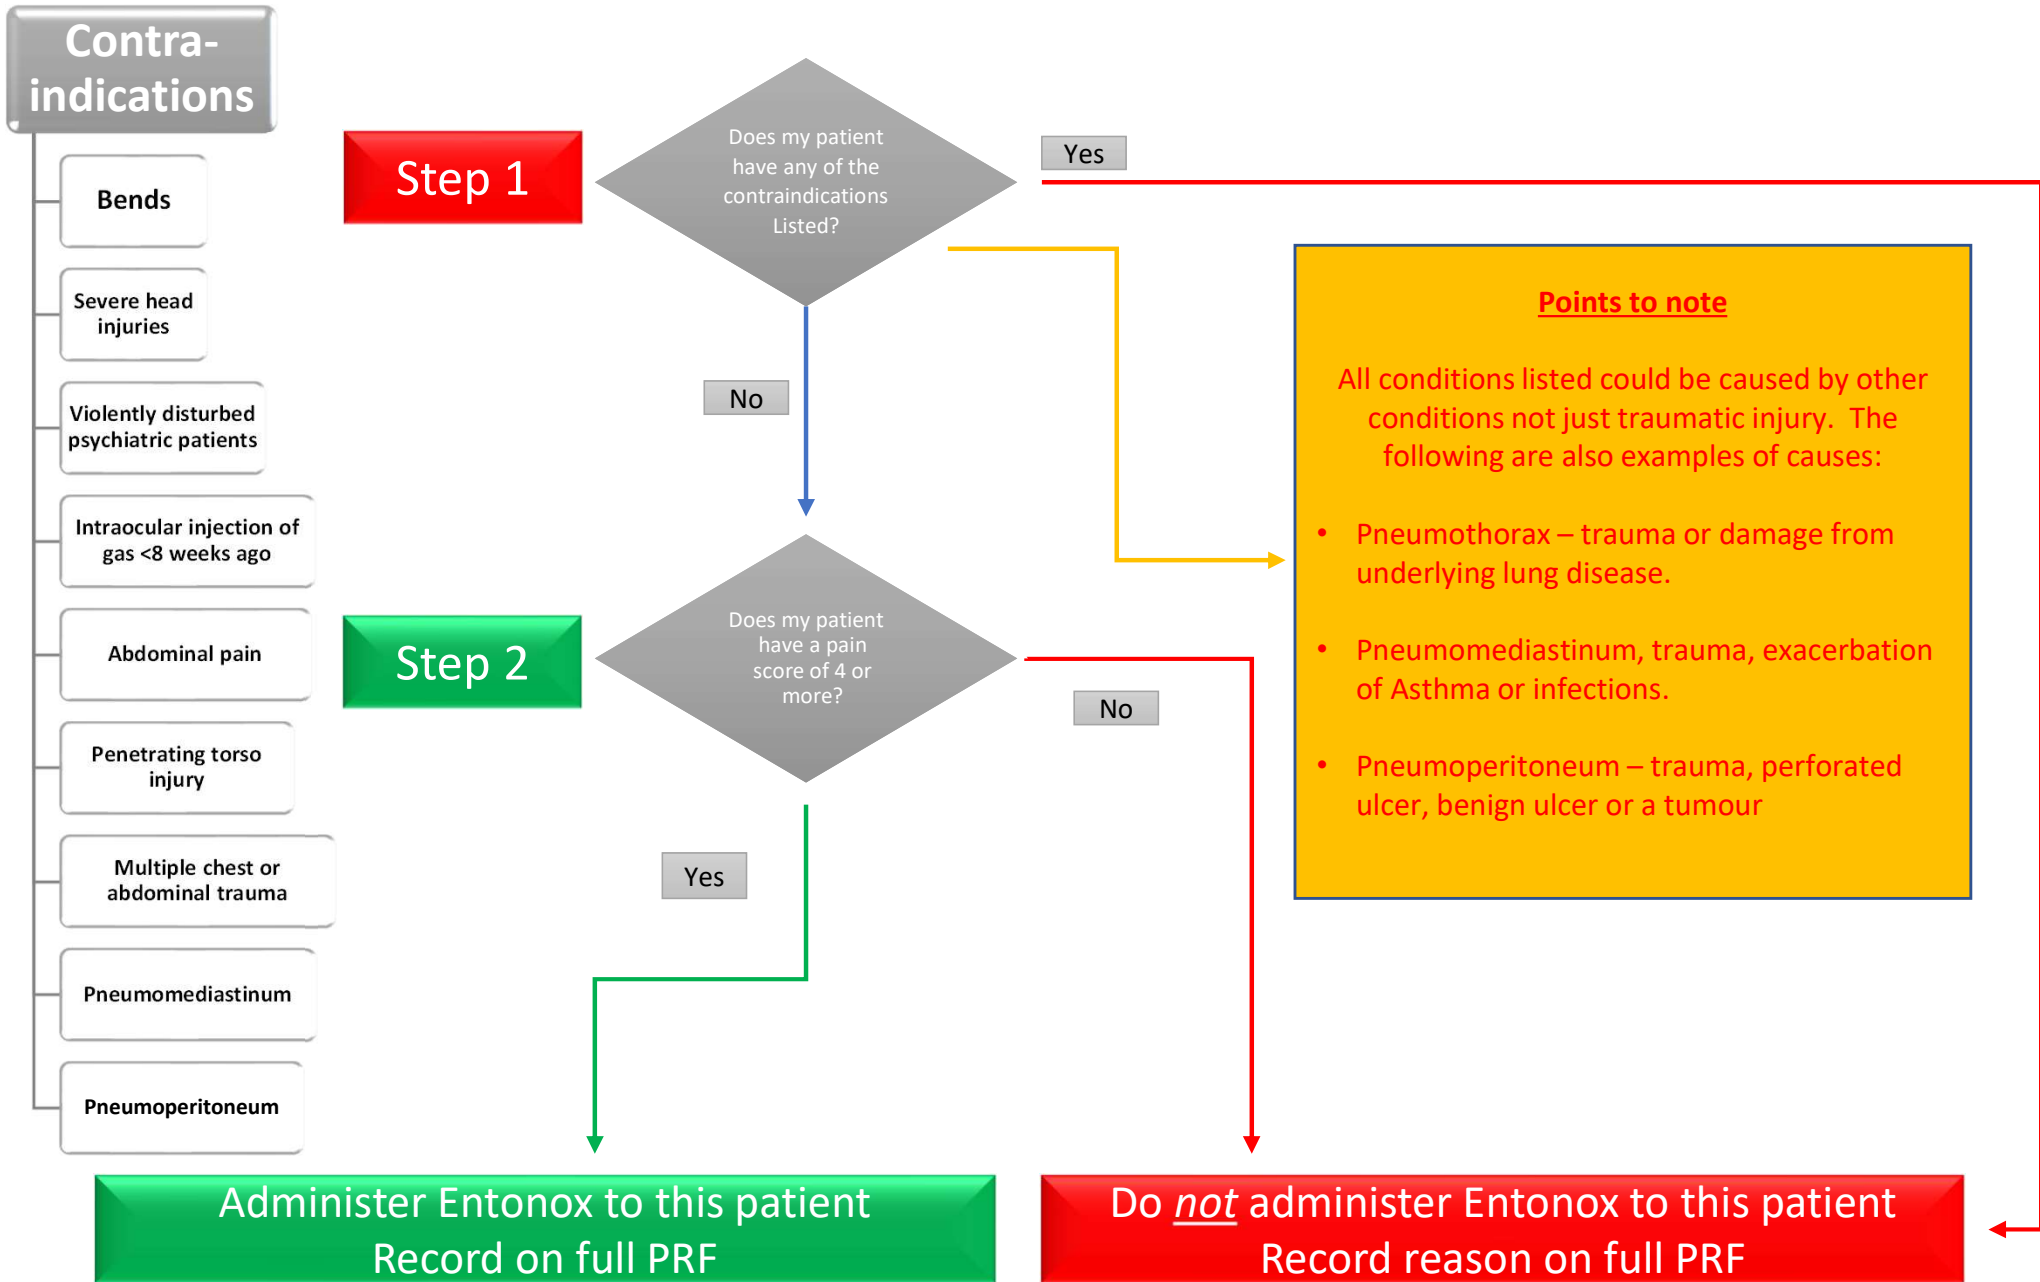 Contra-
indications
Bends
Severe head
injuries
Violently disturbed
psychiatric patients
Intraocular injection of
gas <8 weeks ago
Abdominal pain
Penetrating torso
injury
Multiple chest or
abdominal trauma
Pneumomediastinum
Pneumoperitoneum
Step 1
Does my patient
have any of the
contraindications
Listed?
Yes
No
Step 2
Does my patient
have a pain
score of 4 or
more?
No
Yes
Points to note
All conditions listed could be caused by other
conditions not just traumatic injury.  The
following are also examples of causes:
• Pneumothorax – trauma or damage from
underlying lung disease.
• Pneumomediastinum, trauma, exacerbation
of Asthma or infections.
• Pneumoperitoneum – trauma, perforated
ulcer, benign ulcer or a tumour
Administer Entonox to this patient
Record on full PRF
Do not administer Entonox to this patient
Record reason on full PRF